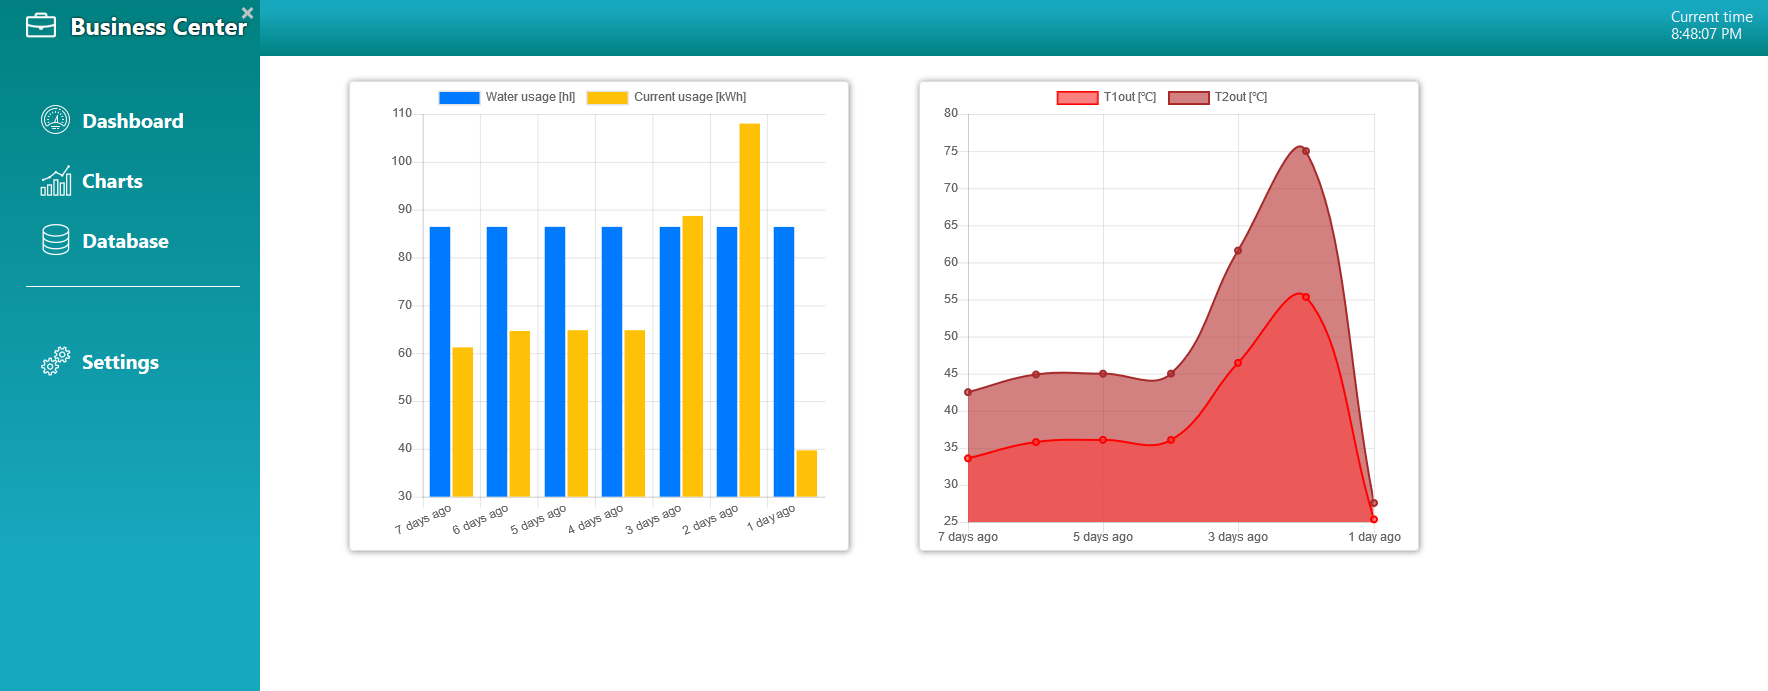 Business Center
×
Current time
8:48:07 PM
Dashboard
Charts
Database
Settings
Water usage [hl]
Current usage [kWh]
110
100
90
80
70
60
50
40
30
7 days ago
6 days ago
5 days ago
4 days ago
3 days ago
2 days ago
1 day ago
T1out [℃]
T2out [℃]
80
75
70
65
60
55
50
45
40
35
30
25
7 days ago
5 days ago
3 days ago
1 day ago